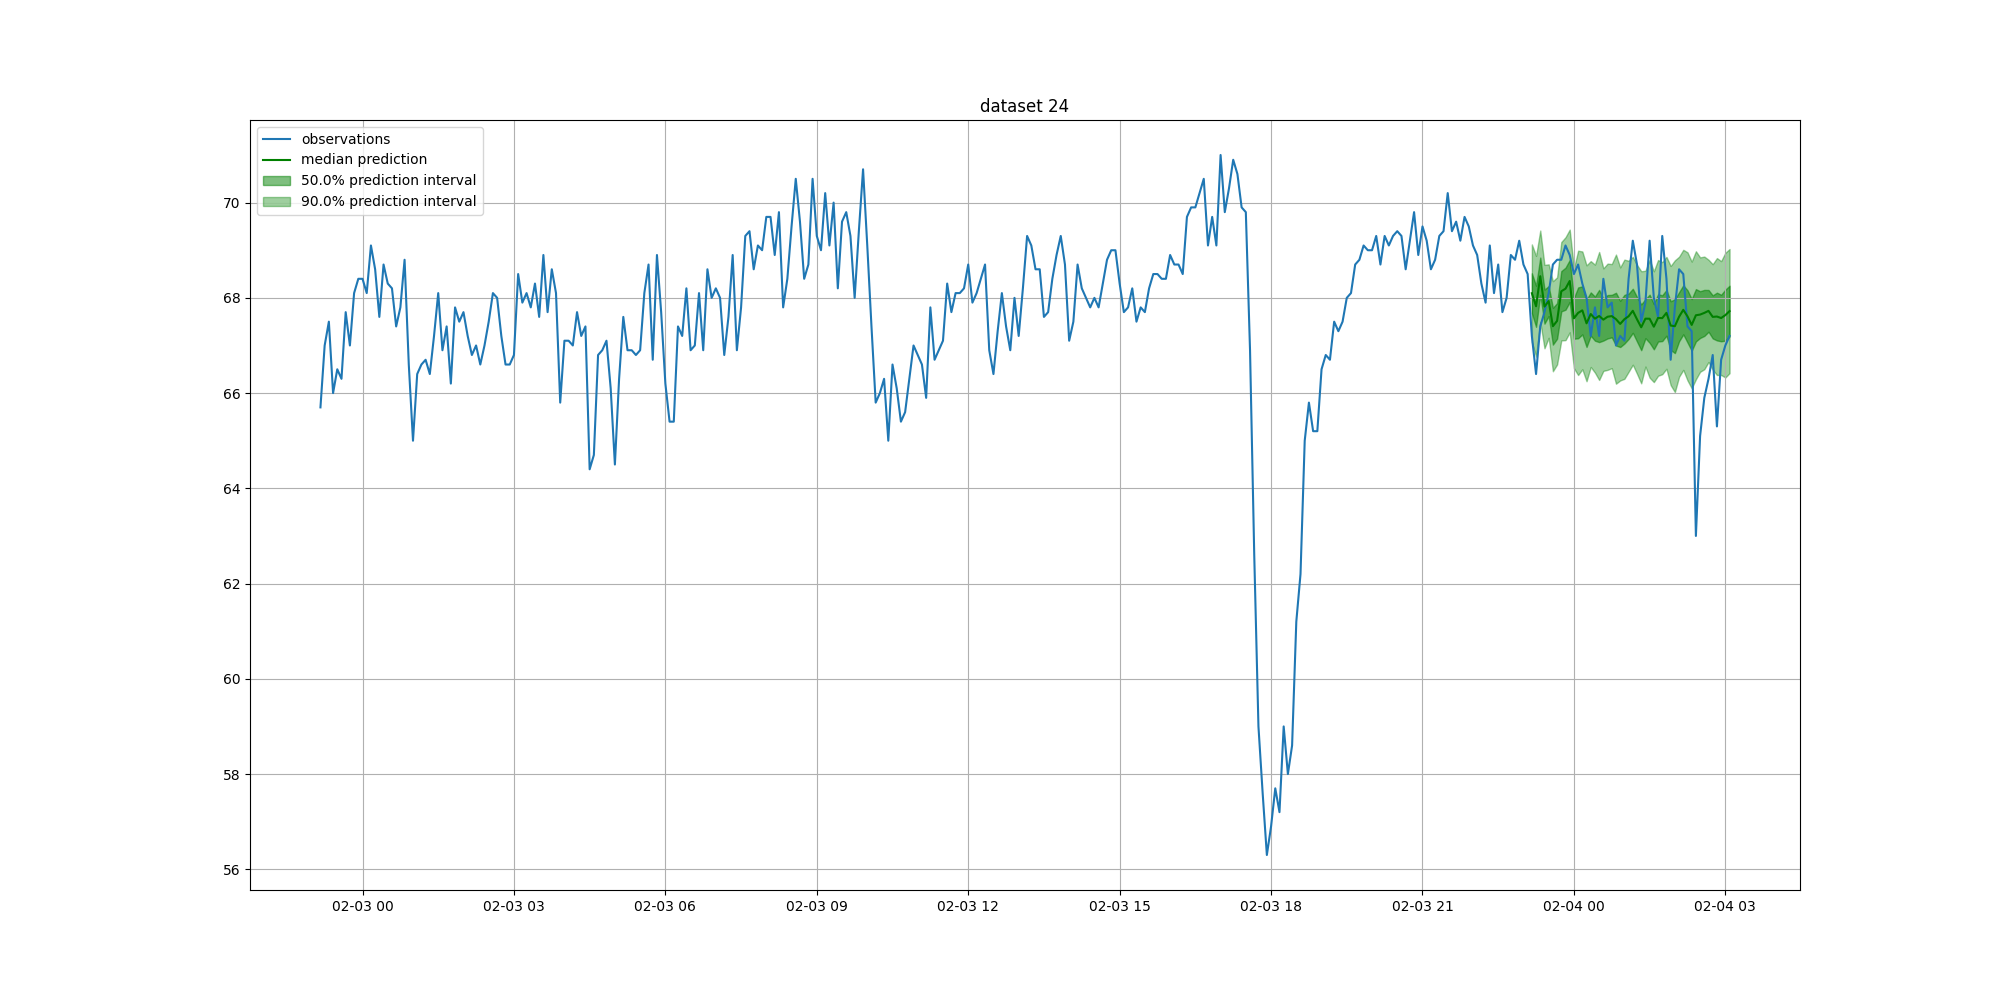 dataset 24
observations
median prediction
50.0% prediction interval
90.0% prediction interval
70
68
66
64
62
60
58
56
02-03 00 02-03 03 02-03 06 02-03 09 02-03 12 02-03 15 02-03 18 02-03 21 02-04 00 02-04 03